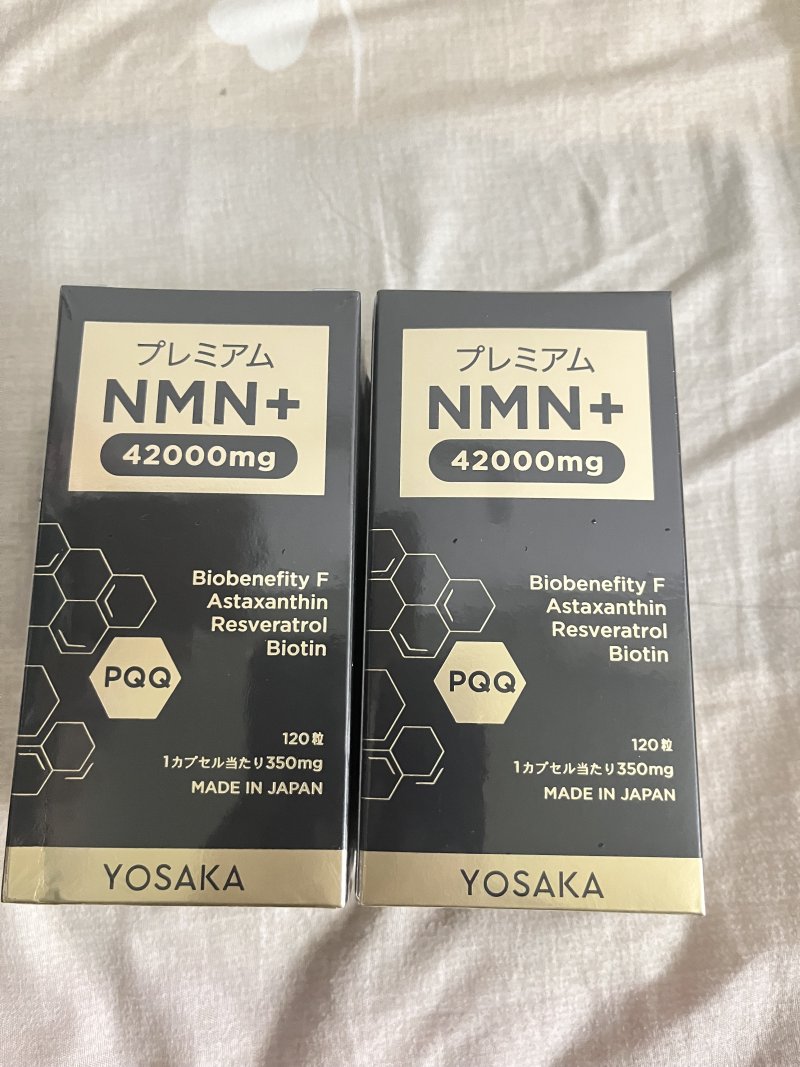 プレミアム
NMN+
42000mg
Biobenefity F
Astaxanthin
Resveratrol
Biotin
PQQ
120粒
1カプセル当たり350mg
MADE IN JAPAN
YOSAKA
プレミアム
NMN+
42000mg
Biobenefity F
Astaxanthin
Resveratrol
Biotin
PQQ
120粒
1カプセル当たり350mg
MADE IN JAPAN
YOSAKA